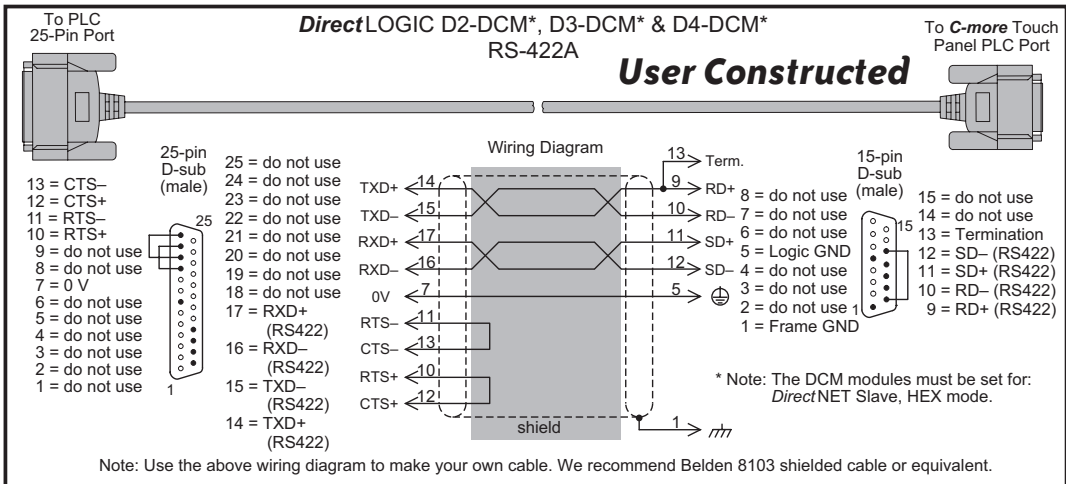 To PLC
25-Pin Port
DirectLOGIC D2-DCM*, D3-DCM* & D4-DCM*
RS-422A
User Constructed
To C-more Touch
Panel PLC Port
25-pin
D-sub
(male)
13 = CTS–
12 = CTS+
11 = RTS–
10 = RTS+
9 = do not use
8 = do not use
7 = 0 V
6 = do not use
5 = do not use
4 = do not use
3 = do not use
2 = do not use
1 = do not use
25
1
25 = do not use
24 = do not use
23 = do not use
22 = do not use
21 = do not use
20 = do not use
19 = do not use
18 = do not use
17 = RXD+
(RS422)
16 = RXD–
(RS422)
15 = TXD–
(RS422)
14 = TXD+
(RS422)
Wiring Diagram
13 Term.
TXD+ 14 9 RD+
TXD– 15 10 RD–
RXD+ 17 11 SD+
RXD– 16 12 SD–
0V 7 5
RTS– 11
CTS– 13
RTS+ 10
CTS+ 12
shield
1
15-pin
D-sub
(male)
8 = do not use
7 = do not use
6 = do not use
5 = Logic GND
4 = do not use
3 = do not use
2 = do not use
1 = Frame GND
15
1
15 = do not use
14 = do not use
13 = Termination
12 = SD– (RS422)
11 = SD+ (RS422)
10 = RD– (RS422)
9 = RD+ (RS422)
* Note: The DCM modules must be set for:
DirectNET Slave, HEX mode.
Note: Use the above wiring diagram to make your own cable. We recommend Belden 8103 shielded cable or equivalent.